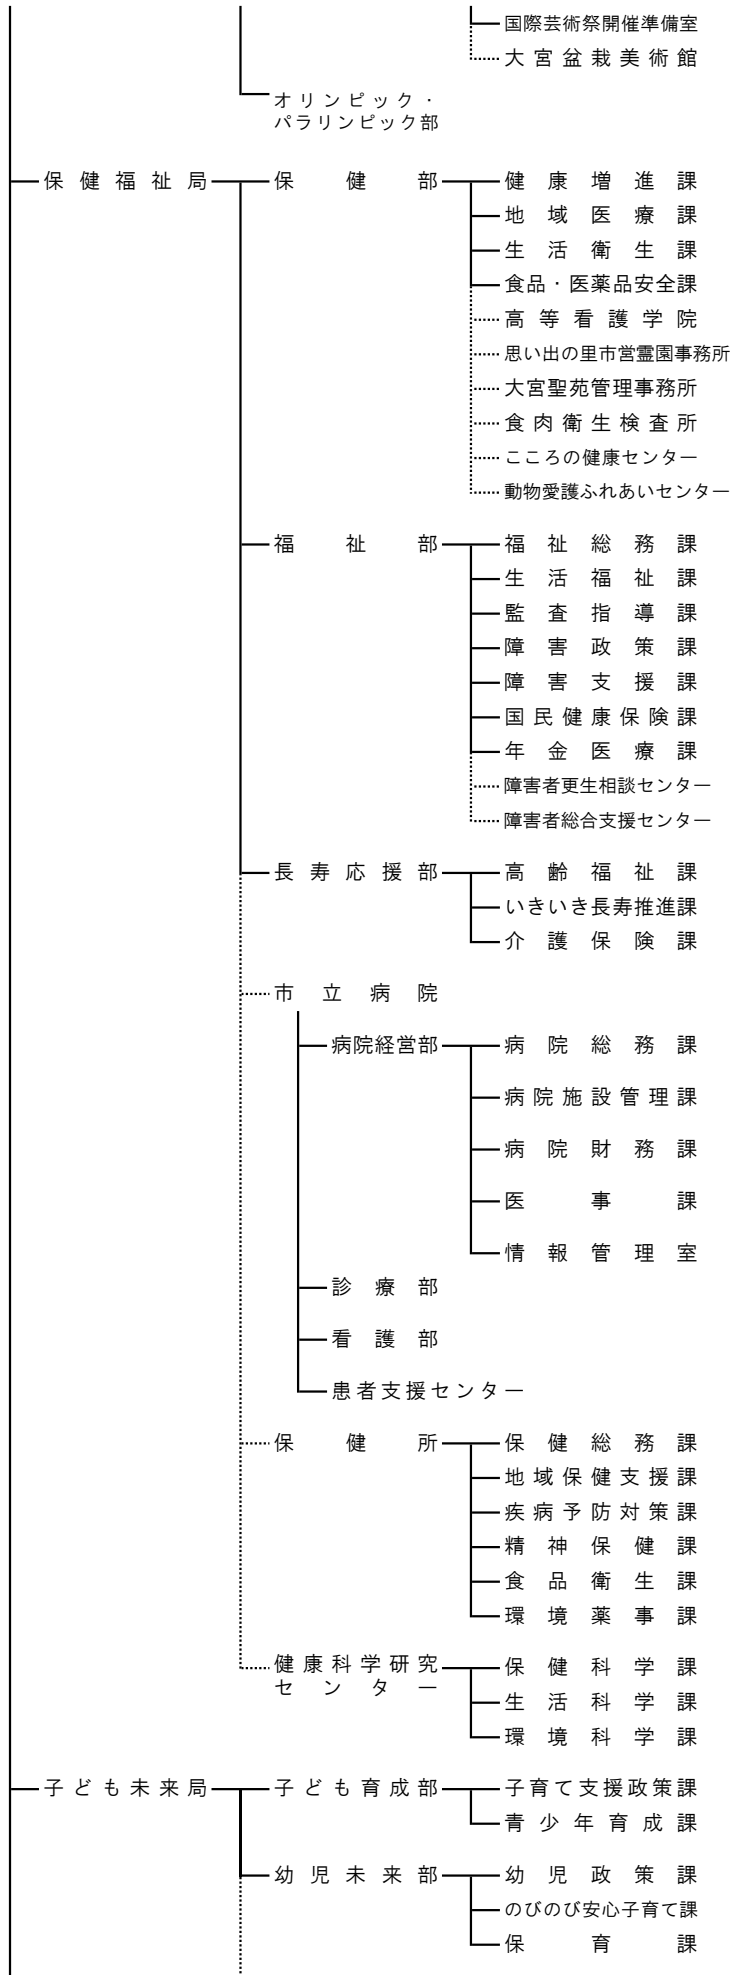 国際芸術祭開催準備室
大宮盆栽美術館
オリンピック・
パラリンピック部
保健福祉局 保健部 健康増進課
地域医療課
生活衛生課
食品・医薬品安全課
高等看護学院
思い出の里市営霊園事務所
大宮聖苑管理事務所
食肉衛生検査所
こころの健康センター
動物愛護ふれあいセンター
福祉部 福祉総務課
生活福祉課
監査指導課
障害政策課
障害支援課
国民健康保険課
年金医療課
障害者更生相談センター
障害者総合支援センター
長寿応援部 高齢福祉課
いきいき長寿推進課
介護保険課
市立病院
病院経営部 病院総務課
病院施設管理課
病院財務課
医事課
情報管理室
診療部
看護部
患者支援センター
保健所 保健総務課
地域保健支援課
疾病予防対策課
精神保健課
食品衛生課
環境薬事課
健康科学研究
センター
保健科学課
生活科学課
環境科学課
子ども未来局 子ども育成部 子育て支援政策課
青少年育成課
幼児未来部 幼児政策課
のびのび安心子育て課
保育課